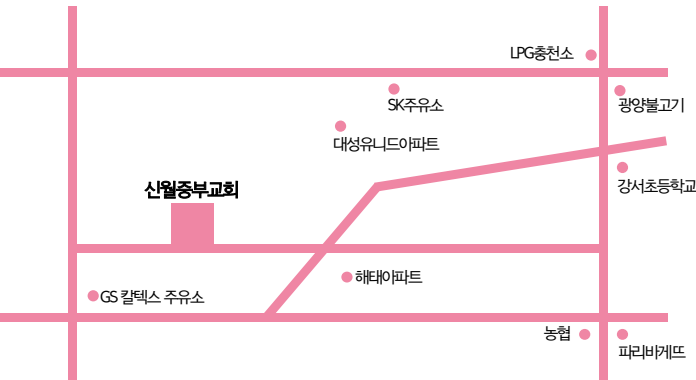 LPG충천소
SK주유소
광양불고기
대성유니드아파트
신월중부교회
강서초등학교
해태아파트
GS 칼텍스 주유소
농협
파리바게뜨